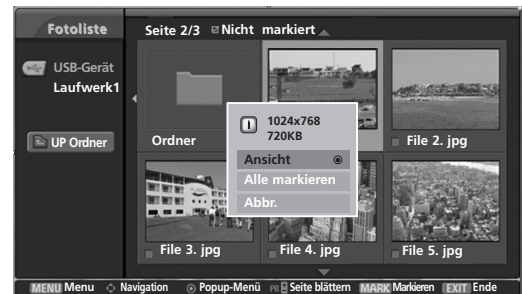 Fotoliste
Seite 2/3 Nicht markiert
USB-Gerät
Laufwerk1
UP Ordner
Ordner
1024x768
720KB
Ansicht
Alle markieren
Abbr.
File 2. jpg
File 3. jpg
File 4. jpg
File 5. jpg
MENU Menu Navigation Popup-Menü PR Seite blättern MARK Markieren EXIT Ende